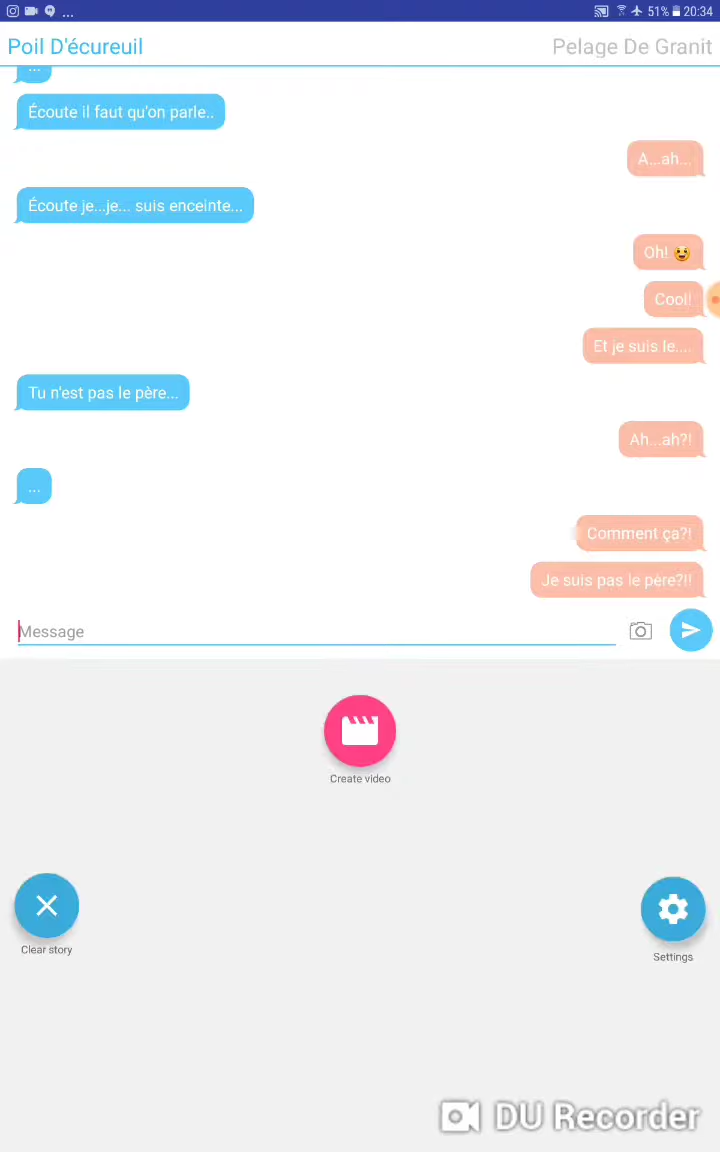 51% 20:34
Poil D'écureuil
Pelage De Granit
...
Écoute il faut qu'on parle..
A...ah...
Écoute je...je... suis enceinte...
Oh! 😀
Cool!
Et je suis le....
Tu n'est pas le père...
Ah...ah?!
...
Comment ça?!
Je suis pas le père?!!
Message
Create video
Clear story
Settings
DU Recorder